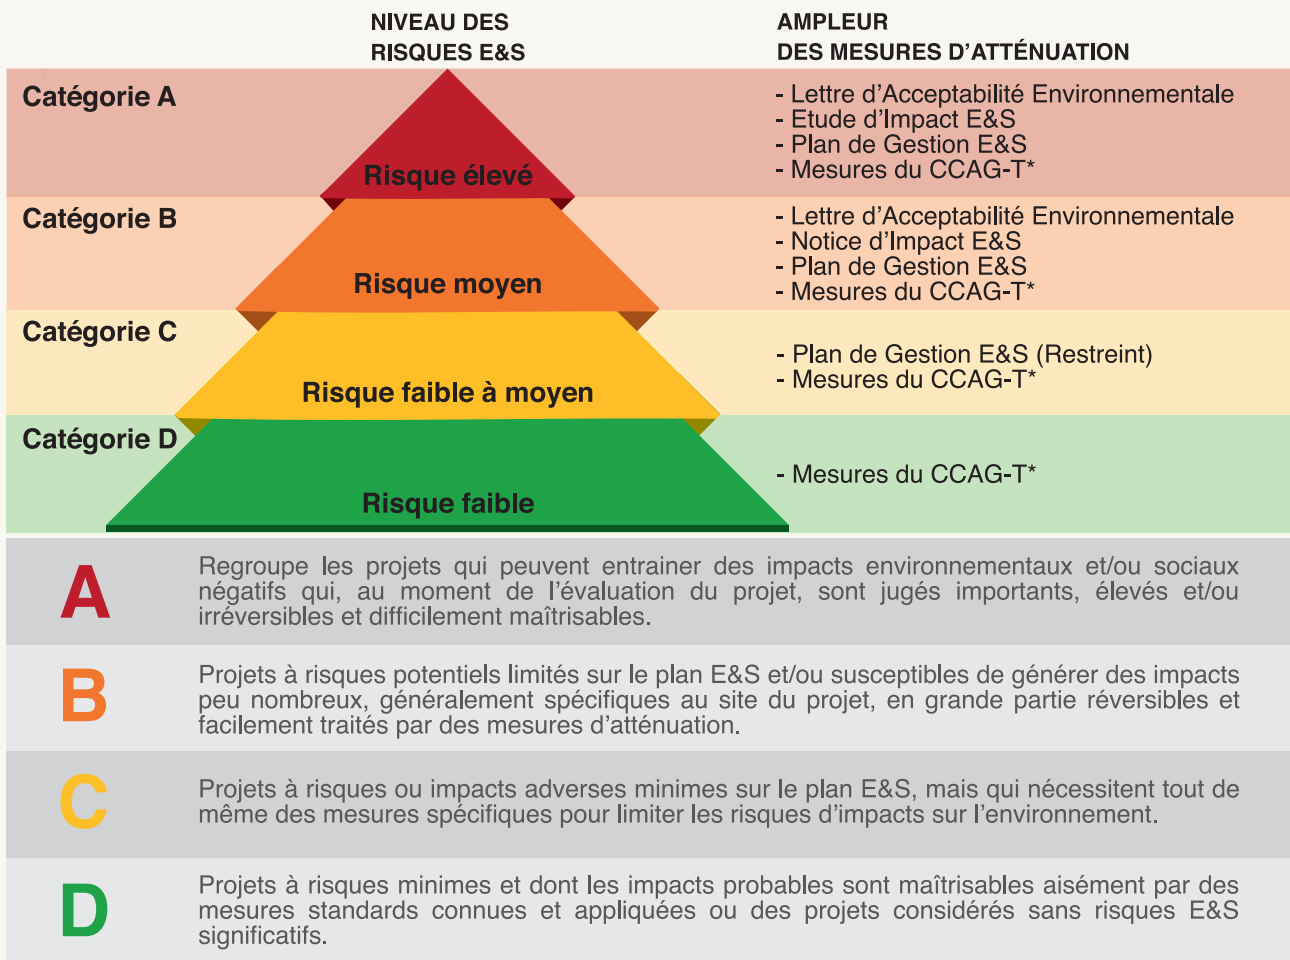 NIVEAU DES
RISQUES E&S
AMPLEUR
DES MESURES D'ATTÉNUATION
Catégorie A
Risque élevé
- Lettre d'Acceptabilité Environnementale
- Etude d'Impact E&S
- Plan de Gestion E&S
- Mesures du CCAG-T*
Catégorie B
Risque moyen
- Lettre d'Acceptabilité Environnementale
- Notice d'Impact E&S
- Plan de Gestion E&S
- Mesures du CCAG-T*
Catégorie C
Risque faible à moyen
- Plan de Gestion E&S (Restreint)
- Mesures du CCAG-T*
Catégorie D
Risque faible
- Mesures du CCAG-T*
A
Regroupe les projets qui peuvent entrainer des impacts environnementaux et/ou sociaux
négatifs qui, au moment de l'évaluation du projet, sont jugés importants, élevés et/ou
irréversibles et difficilement maîtrisables.
B
Projets à risques potentiels limités sur le plan E&S et/ou susceptibles de générer des impacts
peu nombreux, généralement spécifiques au site du projet, en grande partie réversibles et
facilement traités par des mesures d'atténuation.
C
Projets à risques ou impacts adverses minimes sur le plan E&S, mais qui nécessitent tout de
même des mesures spécifiques pour limiter les risques d'impacts sur l'environnement.
D
Projets à risques minimes et dont les impacts probables sont maîtrisables aisément par des
mesures standards connues et appliquées ou des projets considérés sans risques E&S
significatifs.